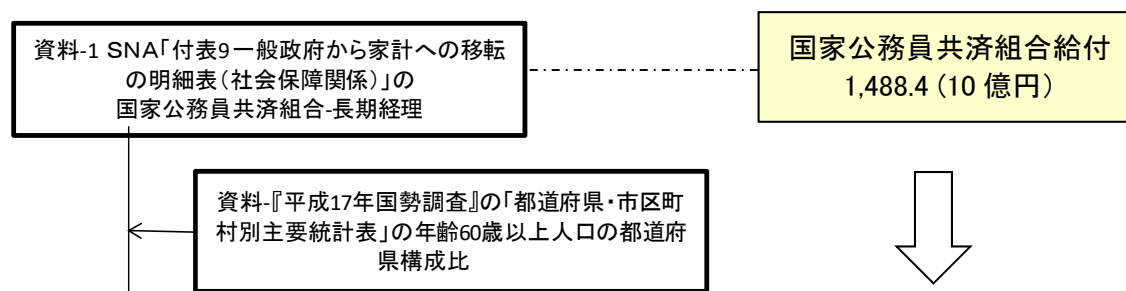 資料-1 SNA「付表9一般政府から家計への移転
の明細表(社会保障関係)」の
国家公務員共済組合-長期経理
国家公務員共済組合給付
1,488.4 (10 億円)
資料-『平成17年国勢調査』の「都道府県・市区町
村別主要統計表」の年齢60歳以上人口の都道府
県構成比